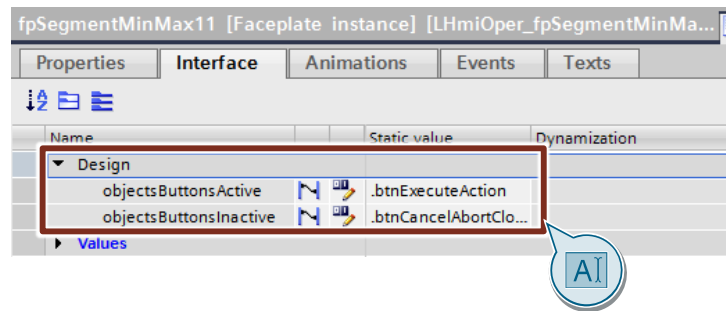 fpSegmentMinMax11 [Faceplate instance] [LHmiOper_fpSegmentMinMa...
Properties Interface Animations Events Texts
Name Static value Dynamization
Design
objectsButtonsActive .btnExecuteAction
objectsButtonsInactive .btnCancelAbortClo...
Values
A